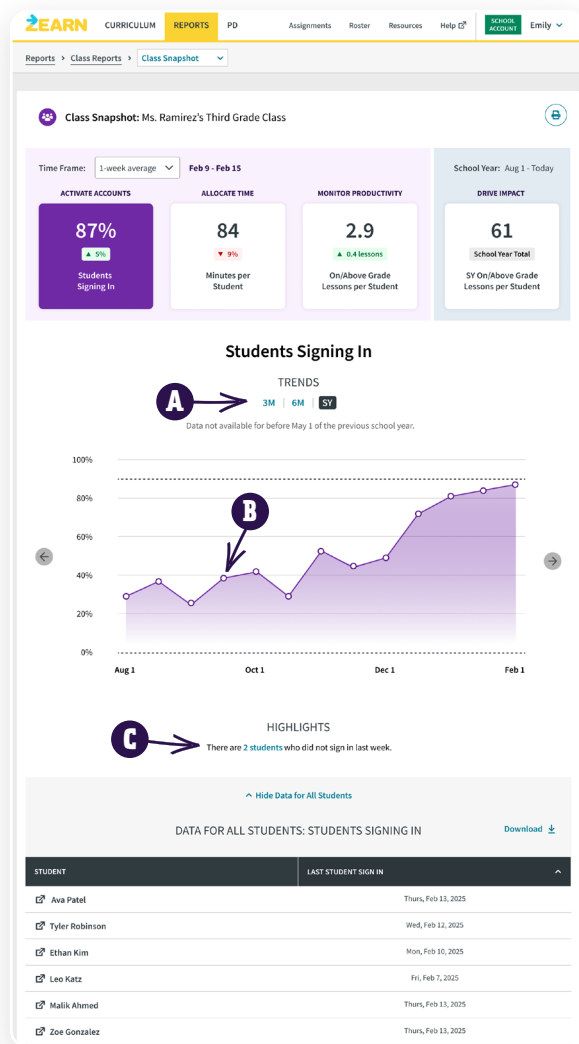 ZEARN CURRICULUM REPORTS PD Assignments Roster Resources Help SCHOOL ACCOUNT Emily
Reports > Class Reports > Class Snapshot
Class Snapshot: Ms. Ramirez's Third Grade Class
Time Frame: 1-week average Feb 9 - Feb 15 School Year: Aug 1 - Today
ACTIVATE ACCOUNTS ALLOCATE TIME MONITOR PRODUCTIVITY DRIVE IMPACT
87% 84 2.9 61
▲ 5% ▼ 9% ▲ 0.4 lessons School Year Total
Students Minutes per On/Above Grade SY On/Above Grade
Signing In Student Lessons per Student Lessons per Student
Students Signing In
TRENDS
A
3M | 6M | SY
Data not available for before May 1 of the previous school year.
100%
80%
B
60%
40%
20%
0%
Aug 1 Oct 1 Dec 1 Feb 1
HIGHLIGHTS
C
There are 2 students who did not sign in last week.
Hide Data for All Students
DATA FOR ALL STUDENTS: STUDENTS SIGNING IN Download
STUDENT LAST STUDENT SIGN IN
Ava Patel Thurs, Feb 13, 2025
Tyler Robinson Wed, Feb 12, 2025
Ethan Kim Mon, Feb 10, 2025
Leo Katz Fri, Feb 7, 2025
Malik Ahmed Thurs, Feb 13, 2025
Zoe Gonzalez Thurs, Feb 13, 2025